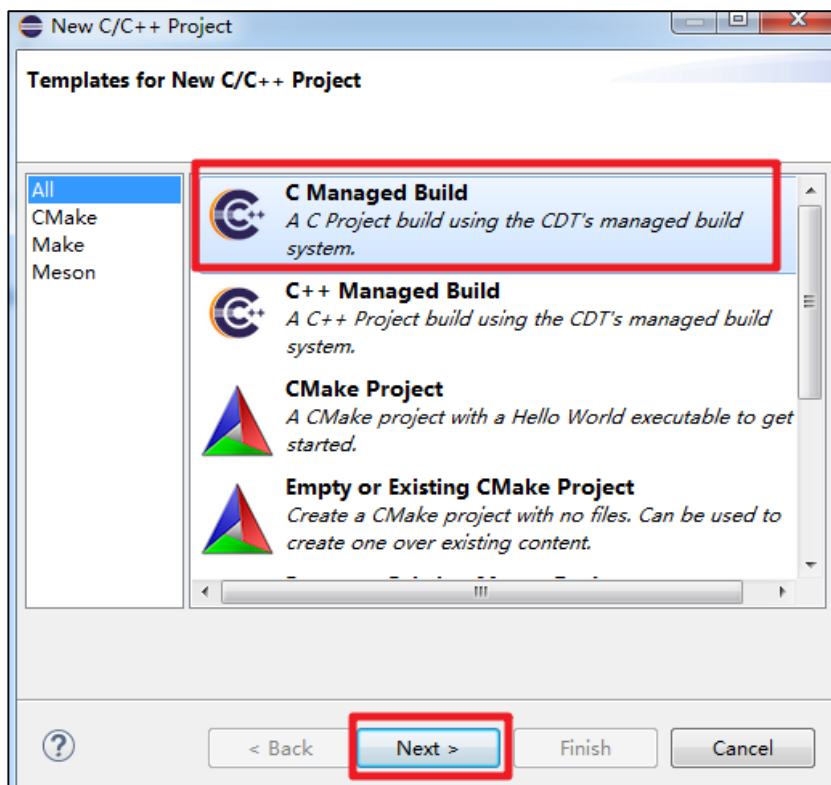 New C/C++ Project
Templates for New C/C++ Project
All
CMake
Make
Meson
C Managed Build
A C Project build using the CDT's managed build
system.
C++ Managed Build
A C++ Project build using the CDT's managed build
system.
CMake Project
A CMake project with a Hello World executable to get
started.
Empty or Existing CMake Project
Create a CMake project with no files. Can be used to
create one over existing content.
< Back
Next >
Finish
Cancel